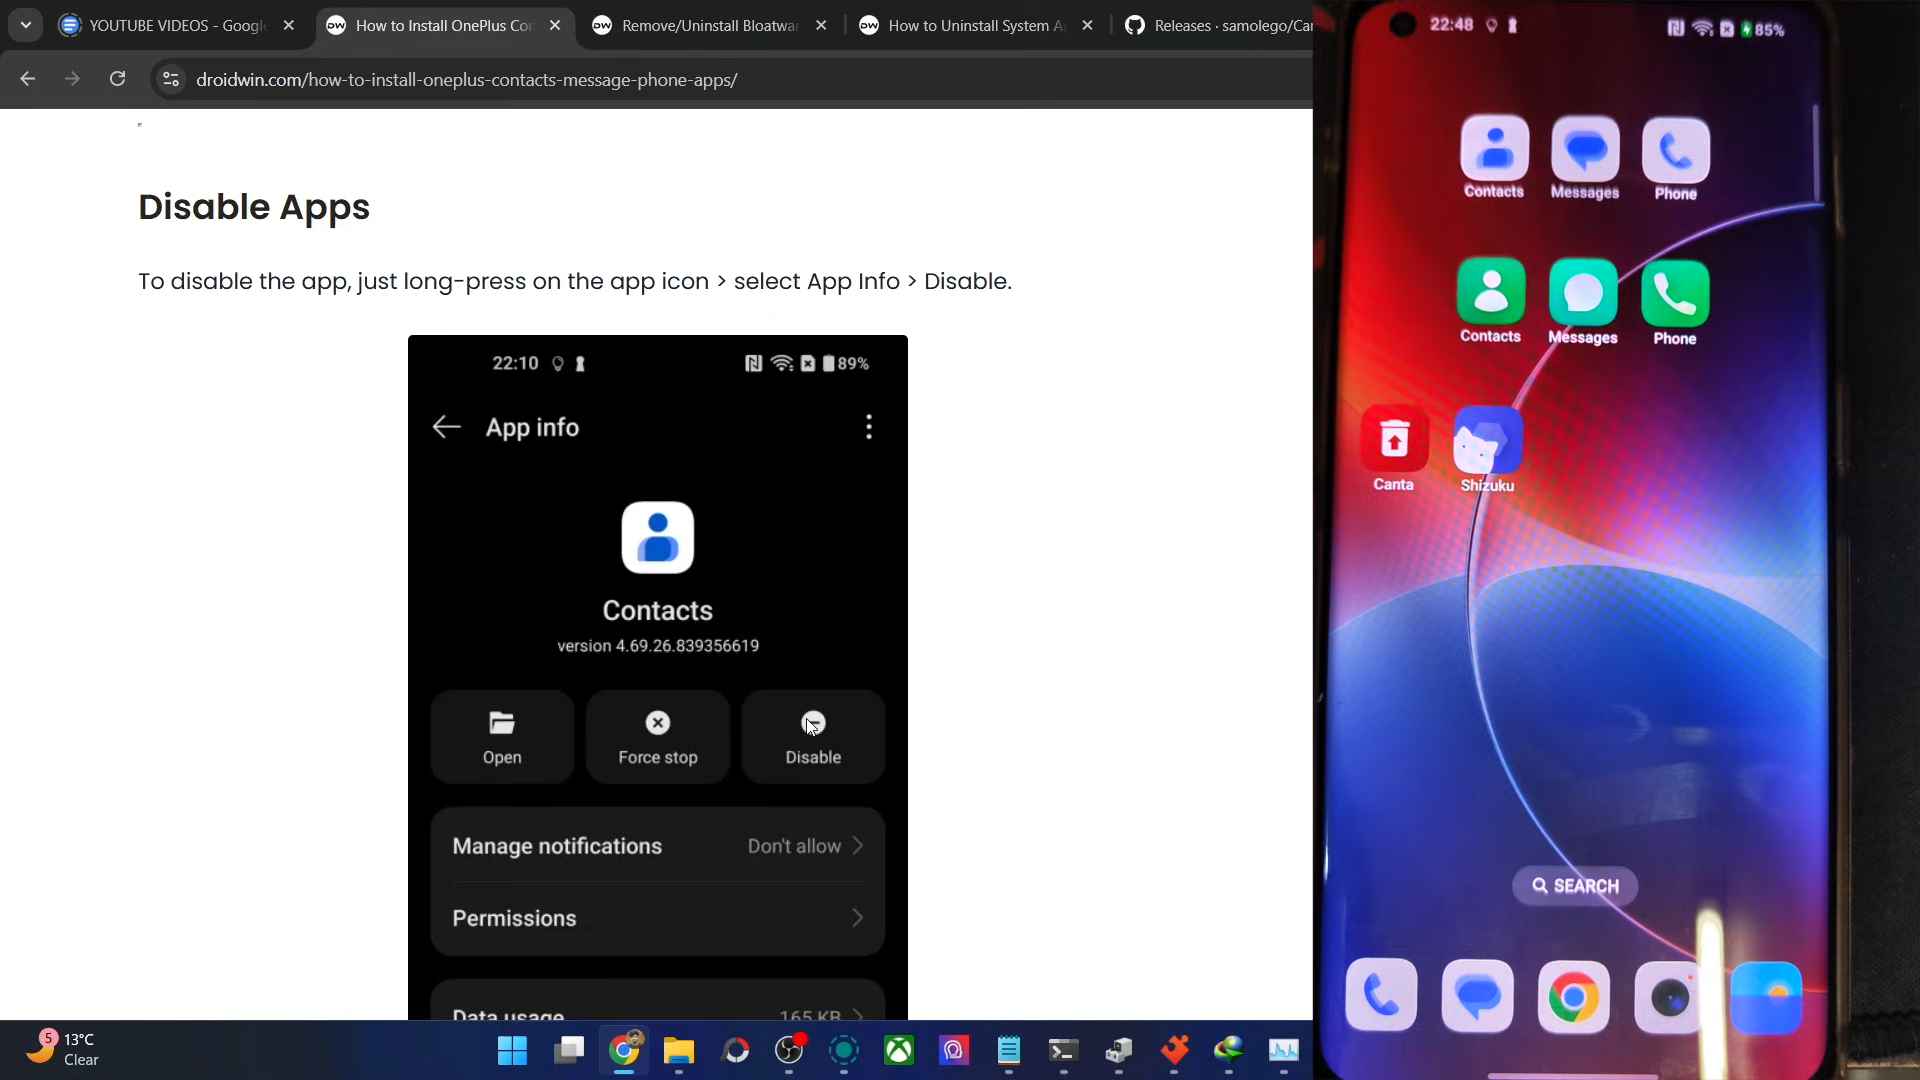 YOUTUBE VIDEOS - Google
How to Install OnePlus Co
Remove/Uninstall Bloatwa
How to Uninstall System A
Releases · samolego/Ca
droidwin.com/how-to-install-oneplus-contacts-message-phone-apps/
Disable Apps
To disable the app, just long-press on the app icon > select App Info > Disable.
22:10
89%
App info
Contacts
version 4.69.26.839356619
Open
Force stop
Disable
Manage notifications
Don't allow
Permissions
Data usage
165 KB
5
13°C
Clear
22:48
85%
Contacts
Messages
Phone
Contacts
Messages
Phone
Canta
Shizuku
SEARCH